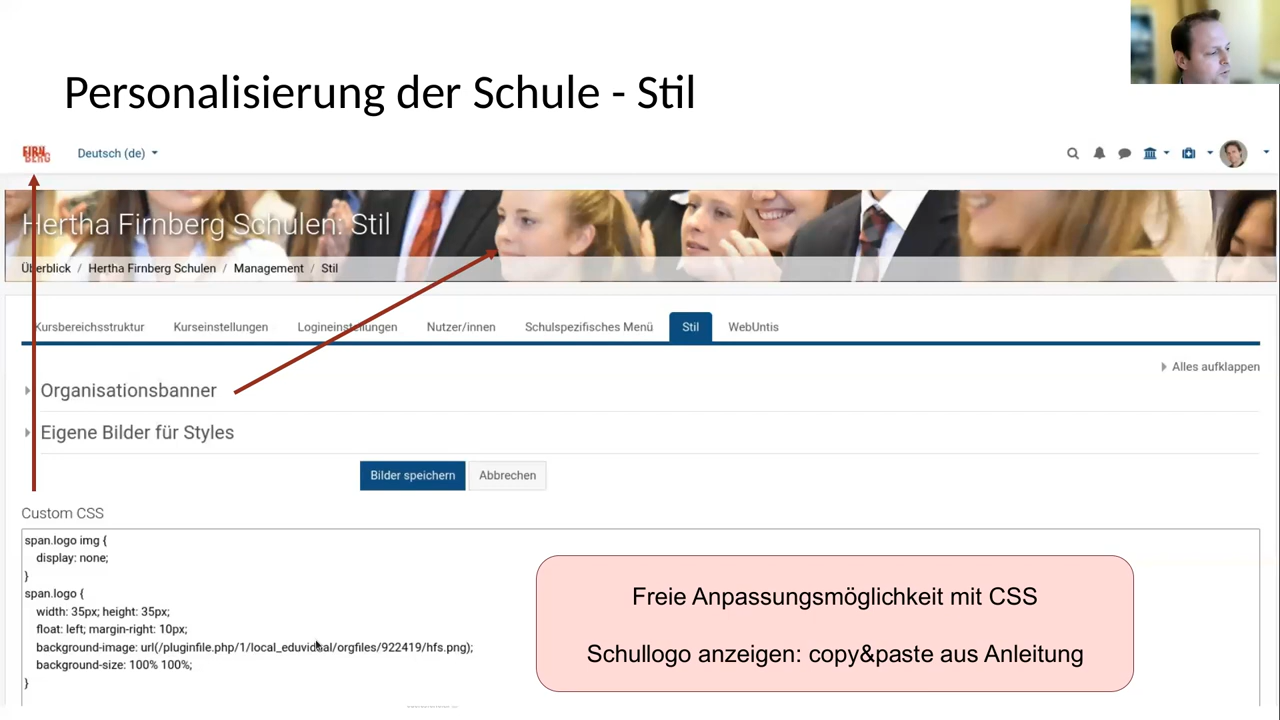 Personalisierung der Schule - Stil
FIRN
BERG
Deutsch (de)
Hertha Firnberg Schulen: Stil
Überblick / Hertha Firnberg Schulen / Management / Stil
Kursbereichsstruktur Kurseinstellungen Logineinstellungen Nutzer/innen Schulspezifisches Menü Stil WebUntis
Alles aufklappen
Organisationsbanner
Eigene Bilder für Styles
Bilder speichern Abbrechen
Custom CSS
span.logo img {
display: none;
}
span.logo {
width: 35px; height: 35px;
float: left; margin-right: 10px;
background-image: url(/pluginfile.php/1/local_eduvidual/orgfiles/922419/hfs.png);
background-size: 100% 100%;
}
Freie Anpassungsmöglichkeit mit CSS
Schullogo anzeigen: copy&paste aus Anleitung